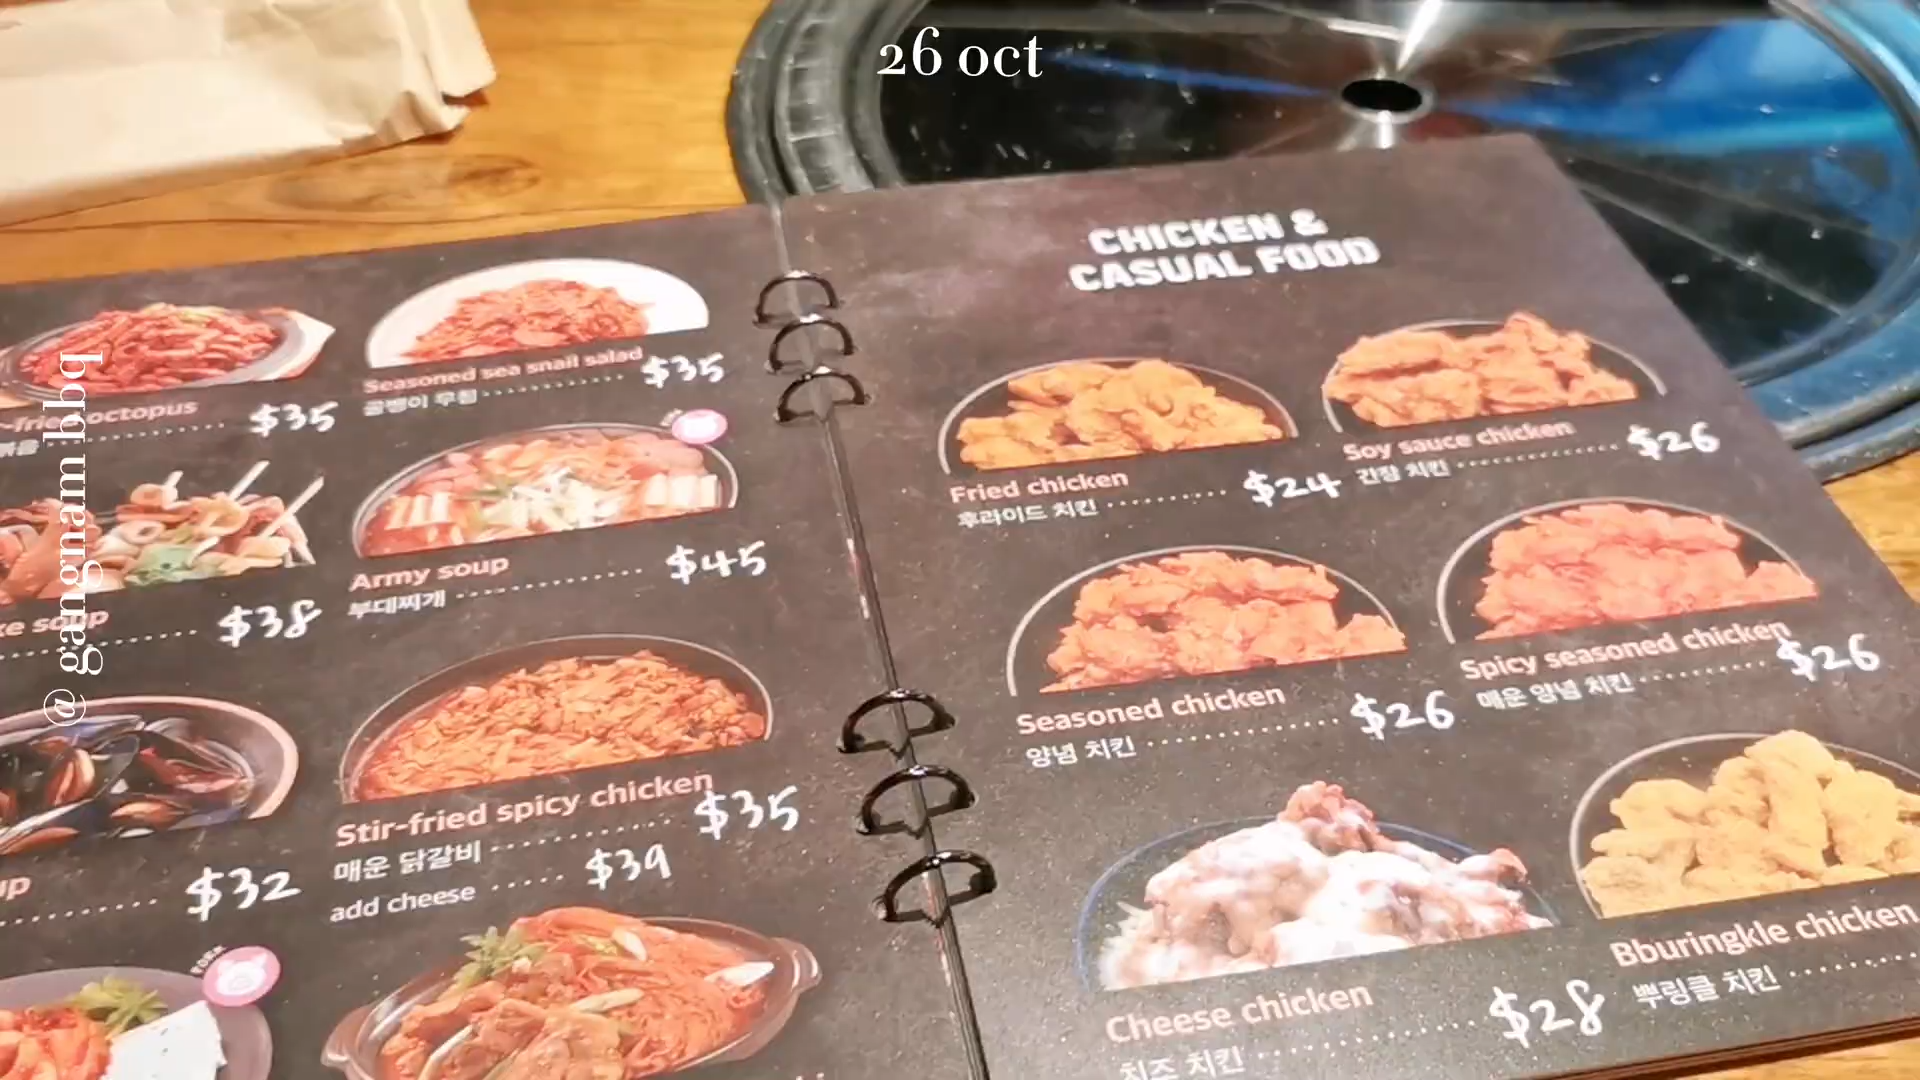 26 oct
@ gangnam bbq
Seasoned sea snail salad
골뱅이 무침 $35
octopus
볶음 $35
Army soup
부대찌개 $45
soup
$38
Stir-fried spicy chicken
매운 닭갈비 $35
add cheese $39
$32
PORK
CHICKEN &
CASUAL FOOD
Fried chicken
후라이드 치킨 $24
Soy sauce chicken
간장 치킨 $26
Seasoned chicken
양념 치킨 $26
Spicy seasoned chicken
매운 양념 치킨 $26
Cheese chicken
치즈 치킨 $28
Bburingkle chicken
뿌링클 치킨